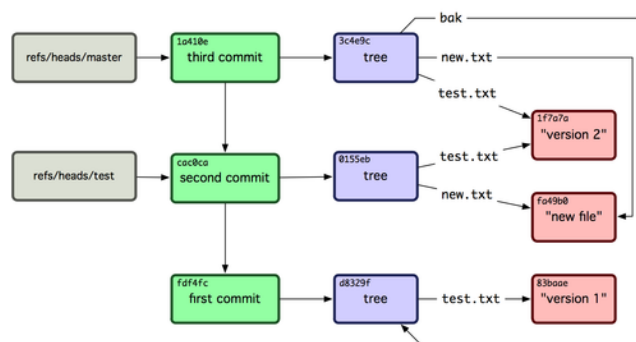 bak
1a410e
3c4e9c
refs/heads/master
third commit
tree
new.txt
test.txt
1f7a7a
"version 2"
cac0ca
0155eb
test.txt
refs/heads/test
second commit
tree
new.txt
fa49b0
"new file"
fdf4fc
d8329f
83baae
first commit
tree
test.txt
"version 1"